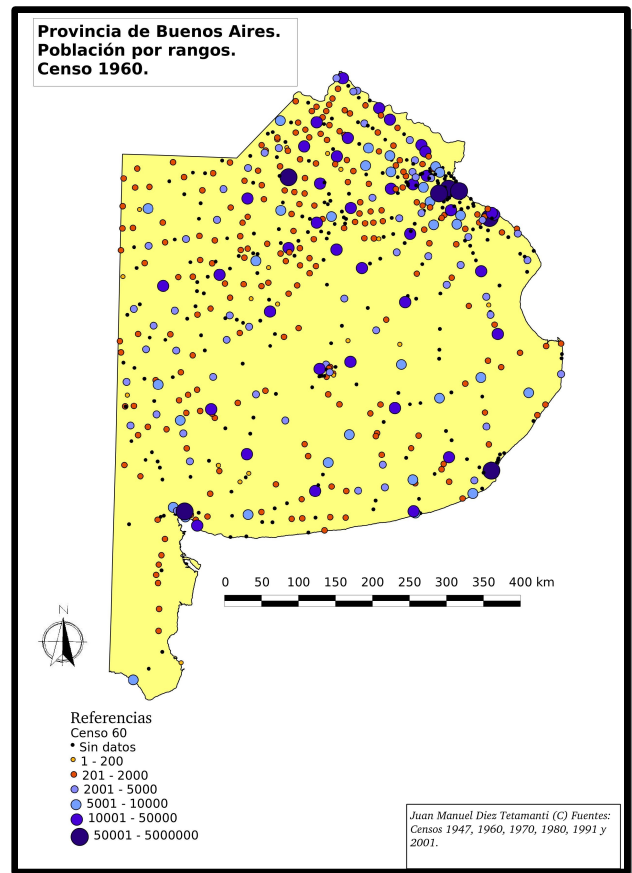 Provincia de Buenos Aires.
Población por rangos.
Censo 1960.
0 50 100 150 200 250 300 350 400 km
N
Referencias
Censo 60
Sin datos
1 - 200
201 - 2000
2001 - 5000
5001 - 10000
10001 - 50000
50001 - 5000000
Juan Manuel Diez Tetamanti (C) Fuentes:
Censos 1947, 1960, 1970, 1980, 1991 y
2001.